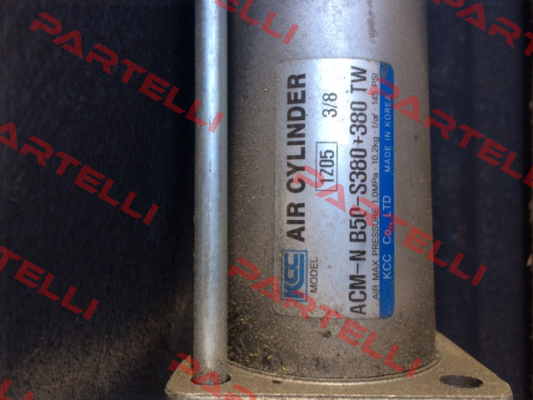 KCC AIR CYLINDER
MODEL 1Z05 3/8
ACM-N B50-S380+380 TW
AIR MAX PRESSURE 1.0MPa · 10.2kg·f/㎠ · 145 PSI
KCC Co., LTD MADE IN KOREA
PARTELLI
PARTELLI
PARTELLI
PARTELLI
PARTELLI
PARTELLI
PARTELLI